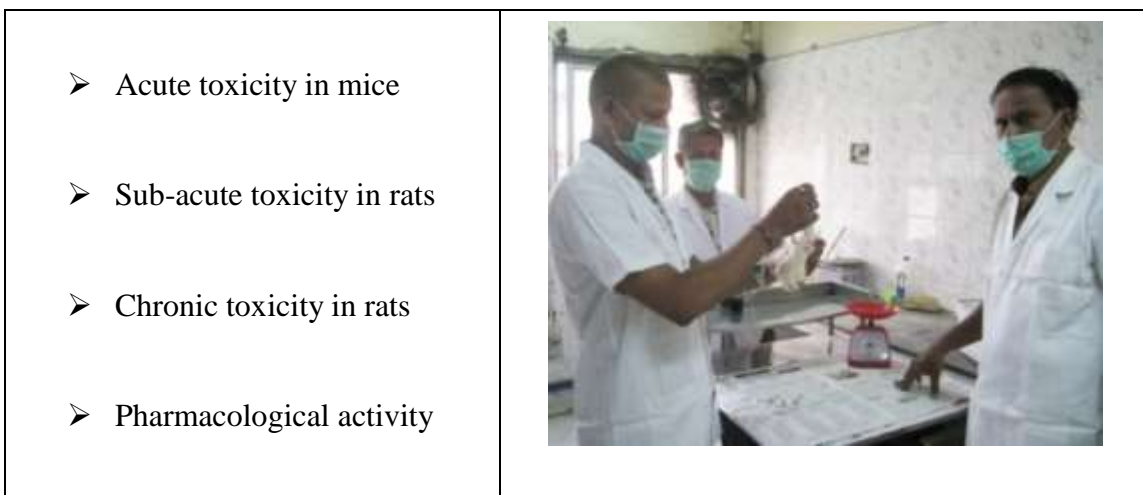 ➢ Acute toxicity in mice
➢ Sub-acute toxicity in rats
➢ Chronic toxicity in rats
➢ Pharmacological activity